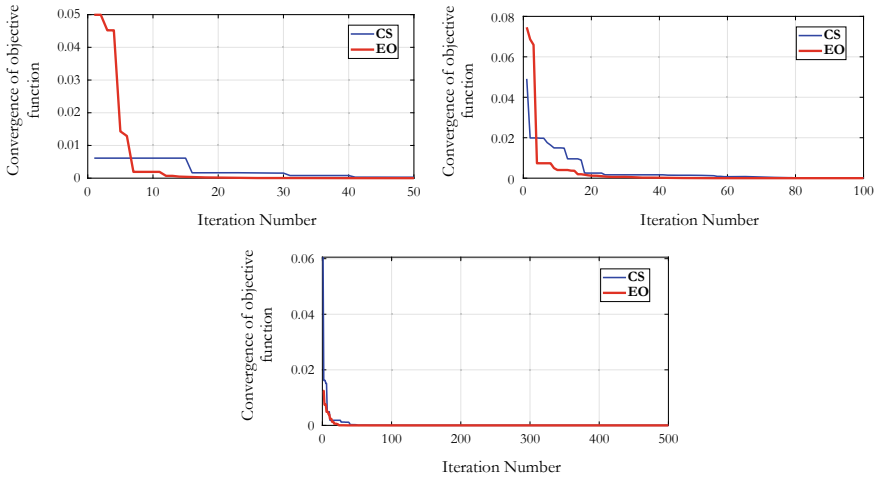 Convergence of objective
function
0.05
0.04
0.03
0.02
0.01
0
0 10 20 30 40 50
Iteration Number
CS
EO
Convergence of objective
function
0.08
0.06
0.04
0.02
0
0 20 40 60 80 100
Iteration Number
CS
EO
Convergence of objective
function
0.06
0.04
0.02
0
0 100 200 300 400 500
Iteration Number
CS
EO